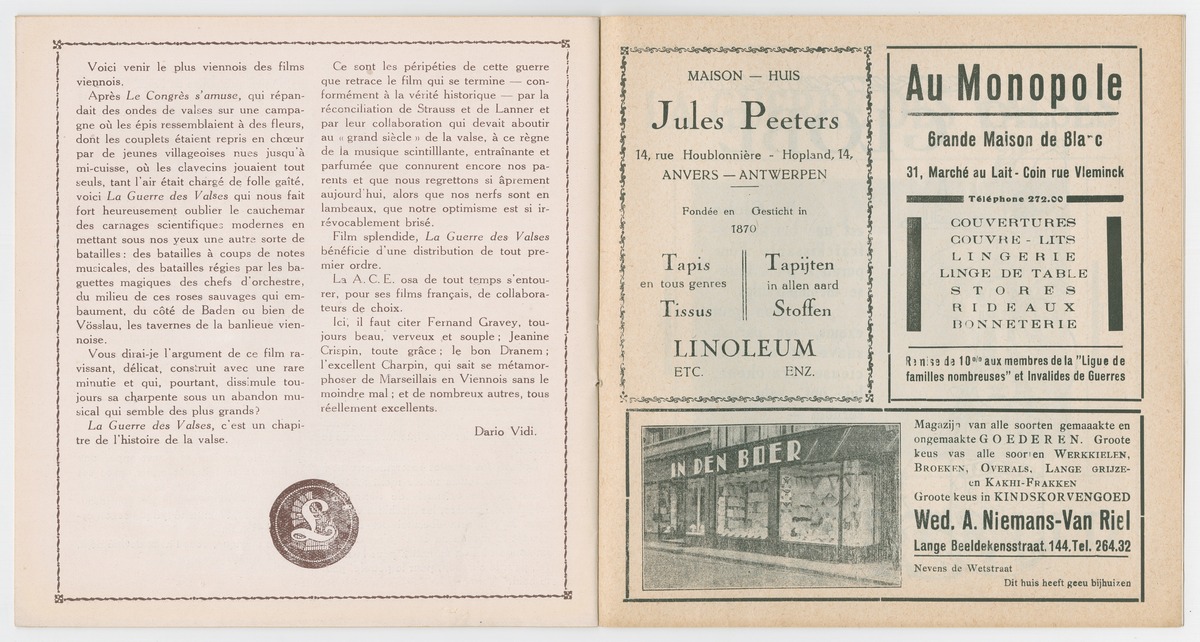 Voici venir le plus viennois des films
viennois.
Après Le Congrès s'amuse, qui répan-
dait des ondes de valses sur une campa-
gne où les épis ressemblaient à des fleurs,
dont les couplets étaient repris en chœur
par de jeunes villageoises nues jusqu'à
mi-cuisse, où les clavecins jouaient tout
seuls, tant l'air était chargé de folle gaîté,
voici La Guerre des Valses qui nous fait
fort heureusement oublier le cauchemar
des carnages scientifiques modernes en
mettant sous nos yeux une autre sorte de
batailles : des batailles à coups de notes
musicales, des batailles régies par les ba-
guettes magiques des chefs d'orchestre,
du milieu de ces roses sauvages qui em-
baument, du côté de Baden ou bien de
Vösslau, les tavernes de la banlieue vien-
noise.
Vous dirai-je l'argument de ce film ra-
vissant, délicat, construit avec une rare
minutie et qui, pourtant, dissimule tou-
jours sa charpente sous un abandon mu-
sical qui semble des plus grands?
La Guerre des Valses, c'est un chapi-
tre de l'histoire de la valse.
Ce sont les péripéties de cette guerre
que retrace le film qui se termine — con-
formément à la vérité historique — par la
réconciliation de Strauss et de Lanner et
par leur collaboration qui devait aboutir
au « grand siècle » de la valse, à ce règne
de la musique scintilllante, entraînante et
parfumée que connurent encore nos pa-
rents et que nous regrettons si âprement
aujourd'hui, alors que nos nerfs sont en
lambeaux, que notre optimisme est si ir-
révocablement brisé.
Film splendide, La Guerre des Valses
bénéficie d'une distribution de tout pre-
mier ordre.
La A. C. E. osa de tout temps s'entou-
rer, pour ses films français, de collabora-
teurs de choix.
Ici, il faut citer Fernand Gravey, tou-
jours beau, verveux et souple ; Jeanine
Crispin, toute grâce ; le bon Dranem ;
l'excellent Charpin, qui sait se métamor-
phoser de Marseillais en Viennois sans le
moindre mal ; et de nombreux autres, tous
réellement excellents.
Dario Vidi.
L
MAISON — HUIS
Jules Peeters
14, rue Houblonnière - Hopland, 14,
ANVERS — ANTWERPEN
Fondée en Gesticht in
1870
Tapis Tapijten
en tous genres in allen aard
Tissus Stoffen
LINOLEUM
ETC. ENZ.
Au Monopole
Grande Maison de Blanc
31, Marché au Lait - Coin rue Vleminck
Téléphone 272.00
COUVERTURES
COUVRE - LITS
LINGERIE
LINGE DE TABLE
STORES
RIDEAUX
BONNETERIE
Remise de 10 % aux membres de la "Ligue de
familles nombreuses" et Invalides de Guerres
IN DEN BOER
Magazijn van alle soorten gemaaakte en
ongemaakte GOEDEREN. Groote
keus vas alle soorten WERKKIELEN,
BROEKEN, OVERALS, LANGE GRIJZE-
en KAKHI-FRAKKEN
Groote keus in KINDSKORVENGOED
Wed. A. Niemans-Van Riel
Lange Beeldekensstraat. 144. Tel. 264.32
Nevens de Wetstraat
Dit huis heeft geeu bijhuizen